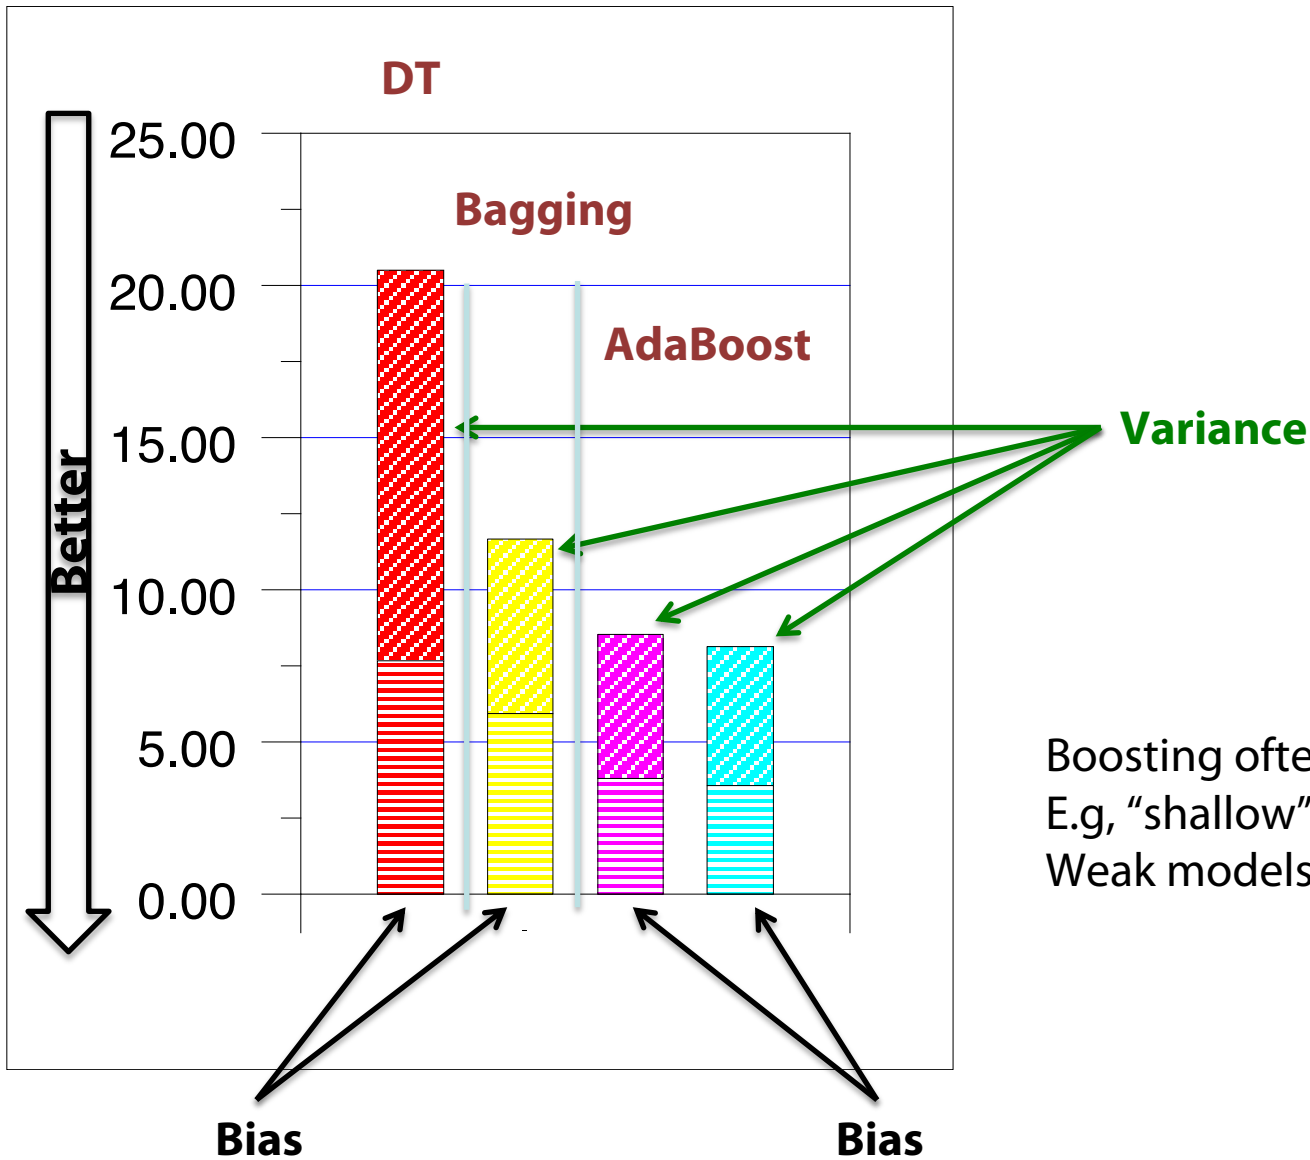 DT
25.00
Bagging
20.00
AdaBoost
15.00
Variance
Better
10.00
5.00
Boosting ofte
E.g, “shallow”
Weak models
0.00
Bias
Bias